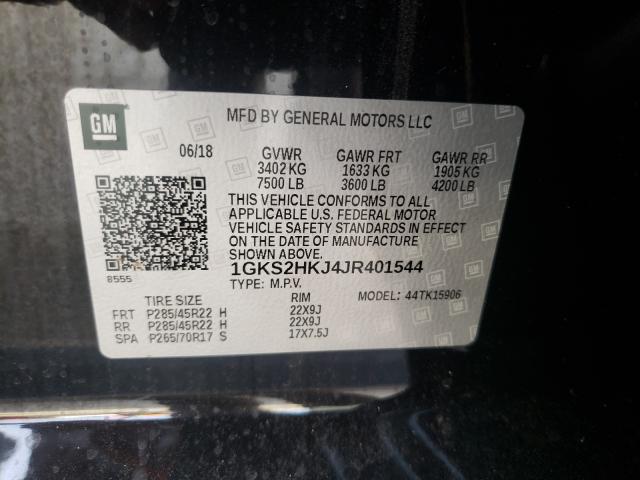 GM
MFD BY GENERAL MOTORS LLC
06/18 GVWR GAWR FRT GAWR RR
3402 KG 1633 KG 1905 KG
7500 LB 3600 LB 4200 LB
THIS VEHICLE CONFORMS TO ALL
APPLICABLE U.S. FEDERAL MOTOR
VEHICLE SAFETY STANDARDS IN EFFECT
ON THE DATE OF MANUFACTURE
SHOWN ABOVE.
8555
1GKS2HKJ4JR401544
TYPE: M.P.V. MODEL: 44TK15906
TIRE SIZE RIM
FRT P285/45R22 H 22X9J
RR P285/45R22 H 22X9J
SPA P265/70R17 S 17X7.5J